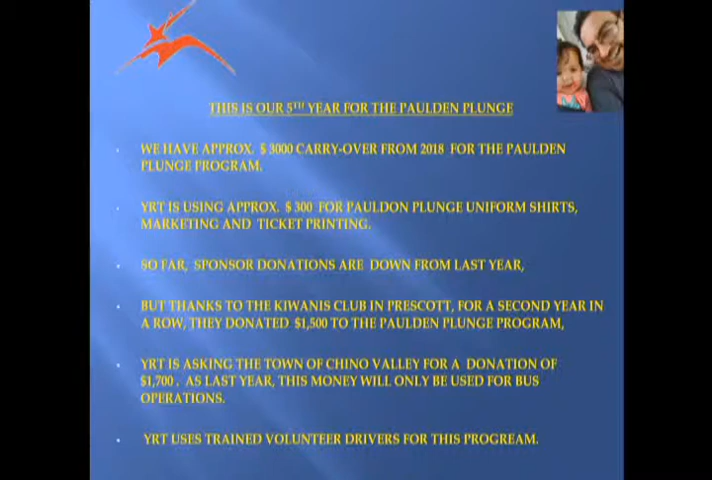 THIS IS OUR 5TH YEAR FOR THE PAULDEN PLUNGE
WE HAVE APPROX. $ 3000 CARRY-OVER FROM 2018 FOR THE PAULDEN
PLUNGE PROGRAM.
YRT IS USING APPROX. $ 300 FOR PAULDON PLUNGE UNIFORM SHIRTS,
MARKETING AND TICKET PRINTING.
SO FAR, SPONSOR DONATIONS ARE DOWN FROM LAST YEAR,
BUT THANKS TO THE KIWANIS CLUB IN PRESCOTT, FOR A SECOND YEAR IN
A ROW, THEY DONATED $1,500 TO THE PAULDEN PLUNGE PROGRAM,
YRT IS ASKING THE TOWN OF CHINO VALLEY FOR A DONATION OF
$1,700 . AS LAST YEAR, THIS MONEY WILL ONLY BE USED FOR BUS
OPERATIONS.
YRT USES TRAINED VOLUNTEER DRIVERS FOR THIS PROGREAM.